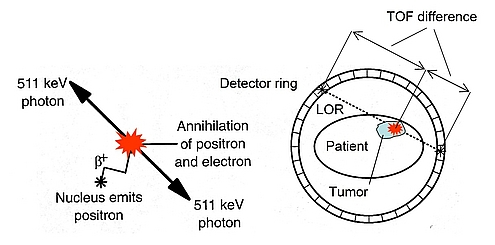 511 keV
photon
β+
Nucleus emits
positron
Annihilation
of positron
and electron
511 keV
photon
TOF difference
Detector ring
LOR
Patient
Tumor